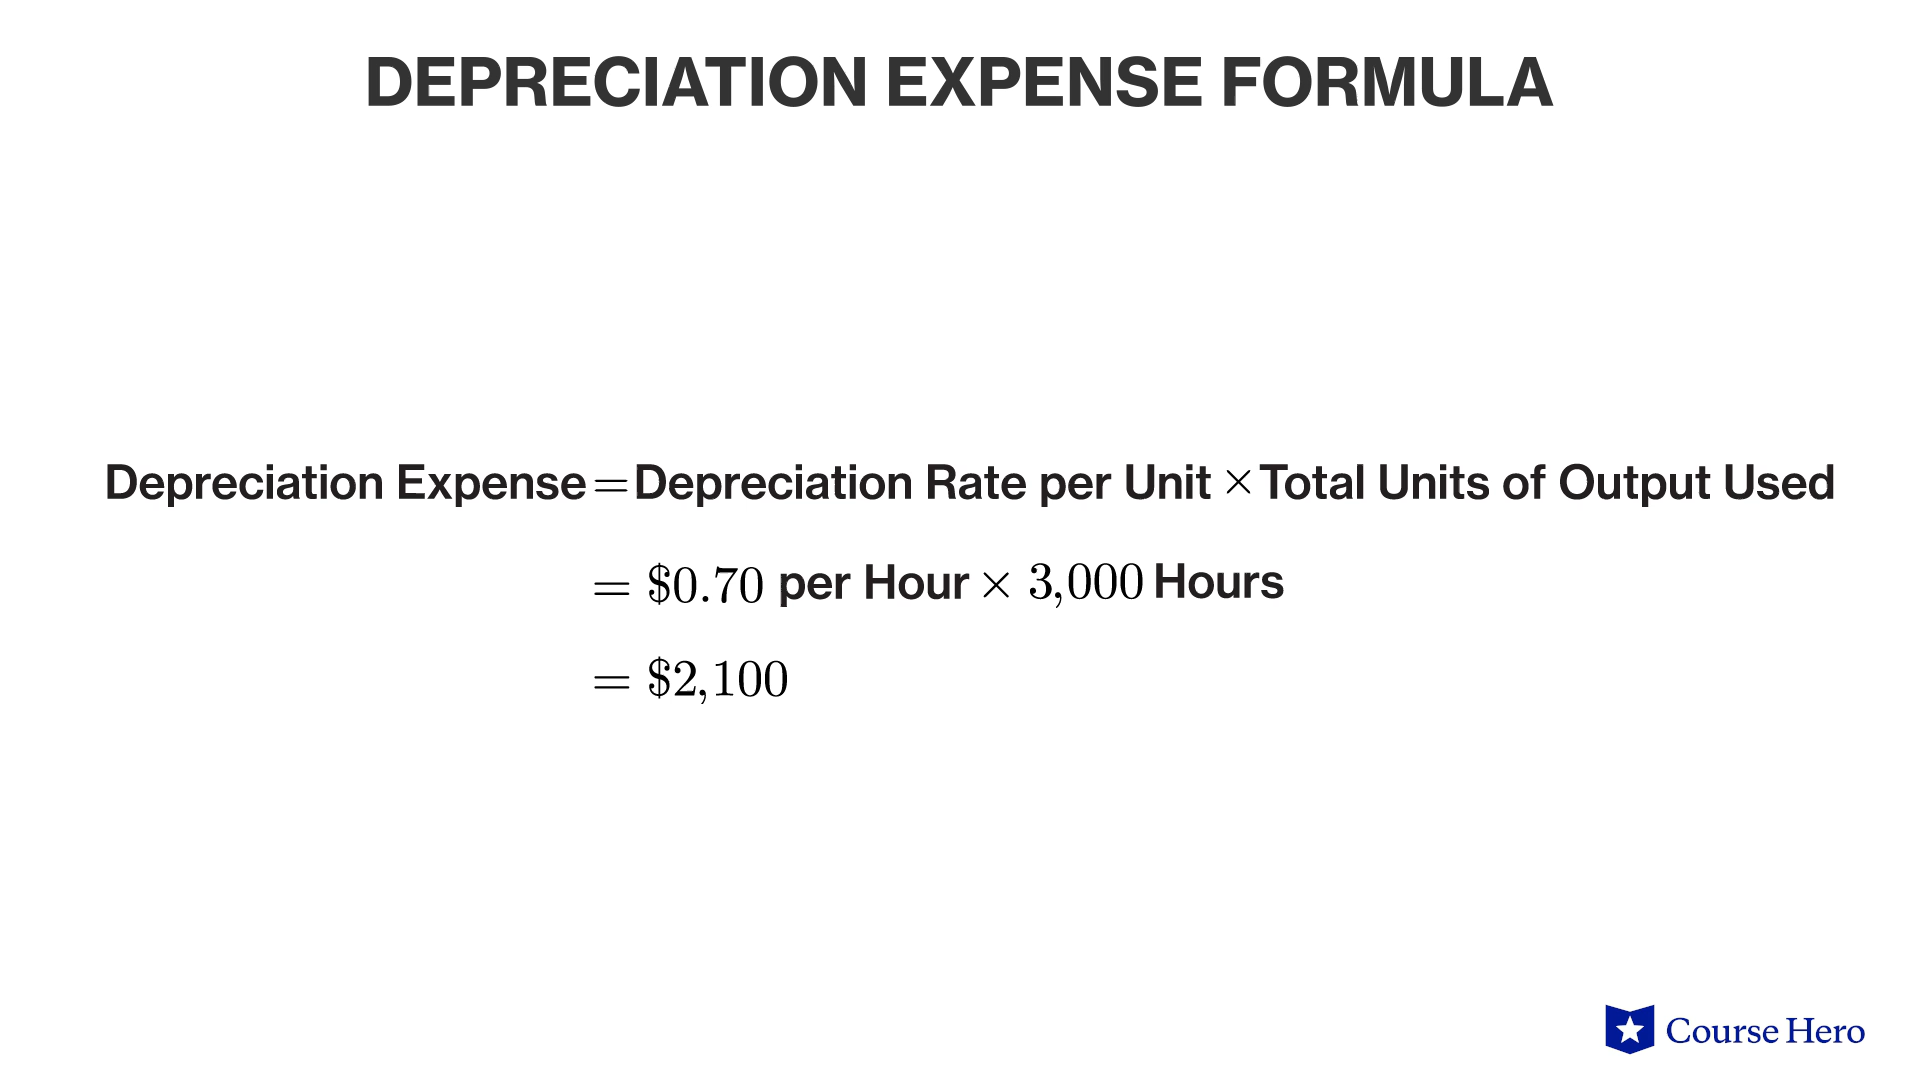 DEPRECIATION EXPENSE FORMULA
Depreciation Expense = Depreciation Rate per Unit × Total Units of Output Used
= $0.70 per Hour × 3,000 Hours
= $2,100
Course Hero